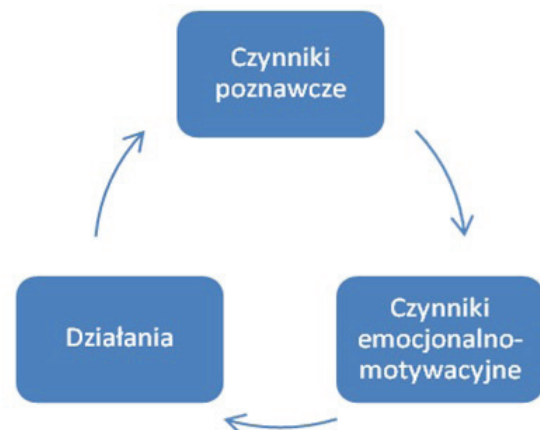 Czynniki
poznawcze
Działania
Czynniki
emocjonalno-
motywacyjne